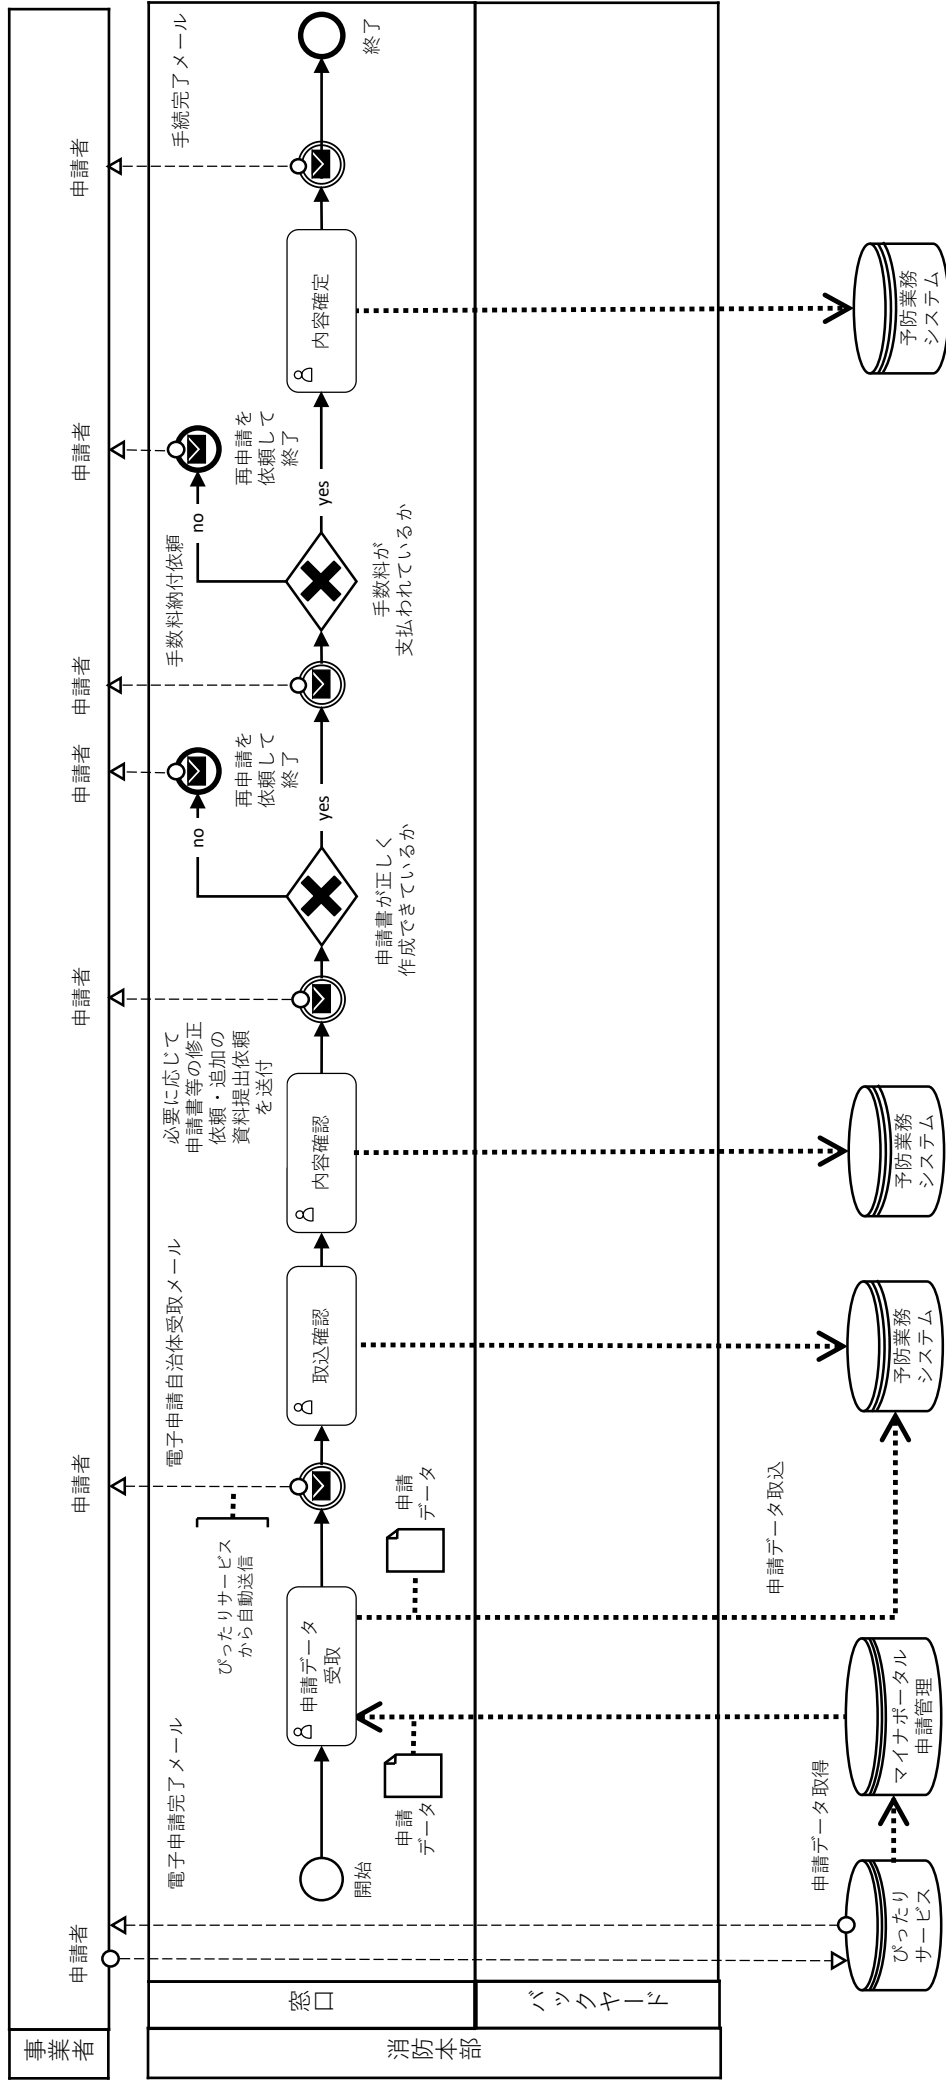 事業者
申請者
申請者
申請者
申請者
申請者
申請者
申請者
消防本部
窓口
バックヤード
開始
電子申請完了メール
申請データ
受取
申請
データ
申請
データ
ぴったりサービス
から自動送信
電子申請自治体受取メール
取込確認
内容確認
必要に応じて
申請書等の修正
依頼・追加の
資料提出依頼
を送付
申請書が正しく
作成できているか
no
yes
再申請を
依頼して
終了
手数料納付依頼
手数料が
支払われているか
no
yes
再申請を
依頼して
終了
内容確定
手続完了メール
終了
ぴったり
サービス
申請データ取得
マイナポータル
申請管理
申請データ取込
予防業務
システム
予防業務
システム
予防業務
システム